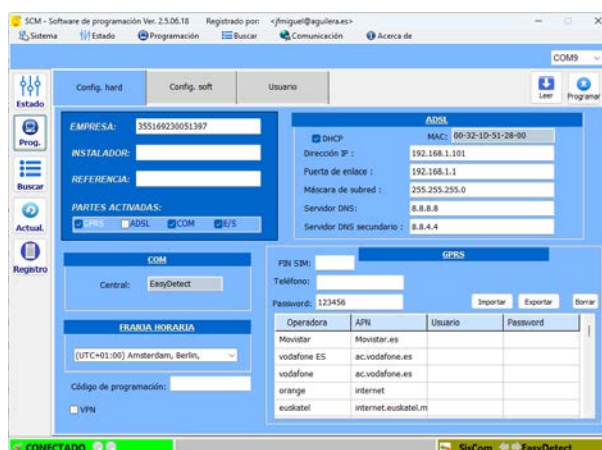 SCM - Software de programación Ver. 2.5.06.18 Registrado por: <jfmiguel@aguilera.es>
Sistema Estado Programación Buscar Comunicación Acerca de
COM9
Estado
Prog.
Buscar
Actual.
Registro
Config. hard Config. soft Usuario
Leer Programar
EMPRESA: 355169230051397
INSTALADOR:
REFERENCIA:
PARTES ACTIVADAS:
GPRS ADSL COM E/S
ADSL
DHCP MAC: 00-32-1D-51-28-00
Dirección IP : 192.168.1.101
Puerta de enlace : 192.168.1.1
Máscara de subred : 255.255.255.0
Servidor DNS: 8.8.8.8
Servidor DNS secundario : 8.8.4.4
COM
Central: EasyDetect
FRANJA HORARIA
(UTC+01:00) Amsterdam, Berlin,
Código de programación:
VPN
GPRS
PIN SIM:
Teléfono:
Password: 123456 Importar Exportar Borrar
Operadora APN Usuario Password
Movistar Movistar.es
vodafone ES ac.vodafone.es
vodafone ac.vodafone.es
orange internet
euskatel internet.euskatel.m
CONECTADO SisCom EasyDetect